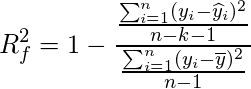 R_f^2 = 1 - \frac{\frac{\sum_{i=1}^{n}(y_i - \widehat{y}_i)^2}{n-k-1}}{\frac{\sum_{i=1}^{n}(y_i - \overline{y})^2}{n-1}}